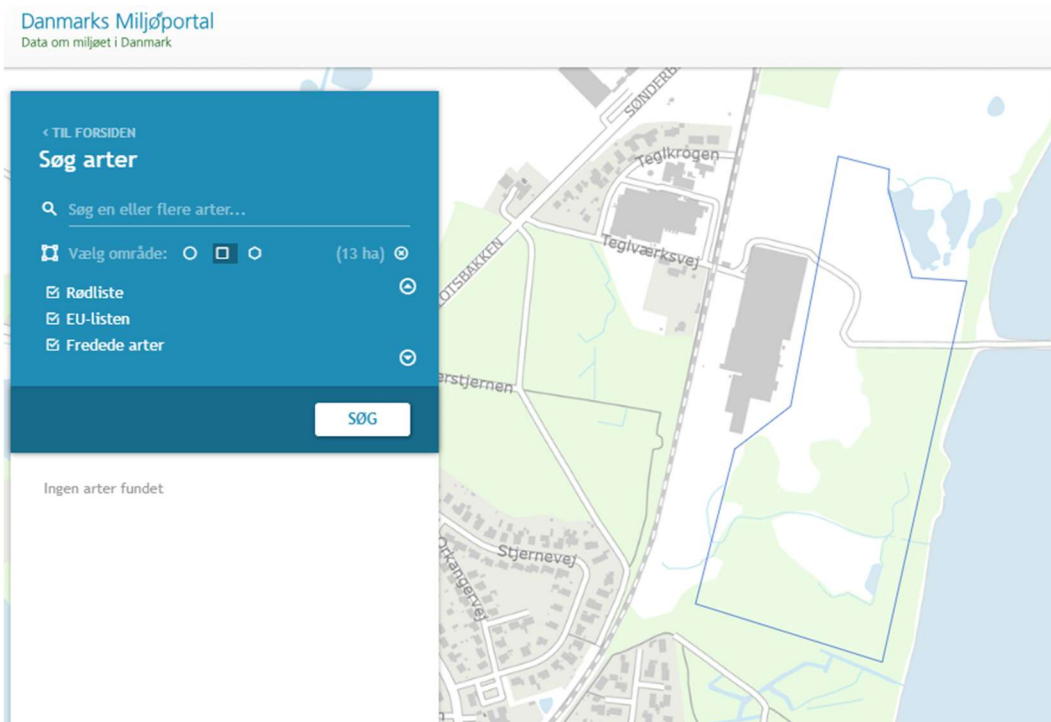 Danmarks Miljøportal
Data om miljøet i Danmark
‹ TIL FORSIDEN
Søg arter
Søg en eller flere arter...
Vælg område:
(13 ha)
Rødliste
EU-listen
Fredede arter
SØG
Ingen arter fundet
Teglkrogen
Teglværksvej
Stjernevej
Orkangervej